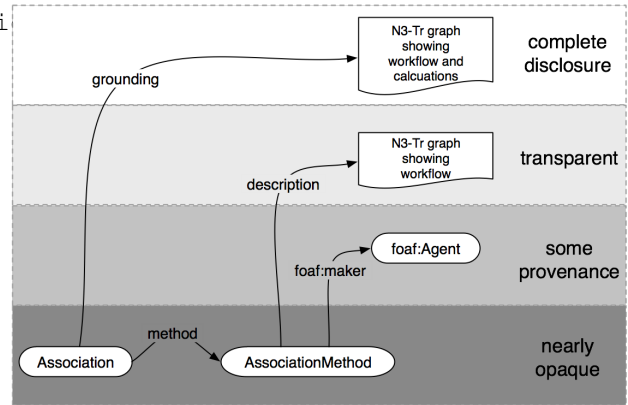 i
N3-Tr graph
showing
workflow and
calcuations
complete
disclosure
grounding
N3-Tr graph
showing
workflow
transparent
description
foaf:Agent
some
provenance
foaf:maker
method
Association
AssociationMethod
nearly
opaque